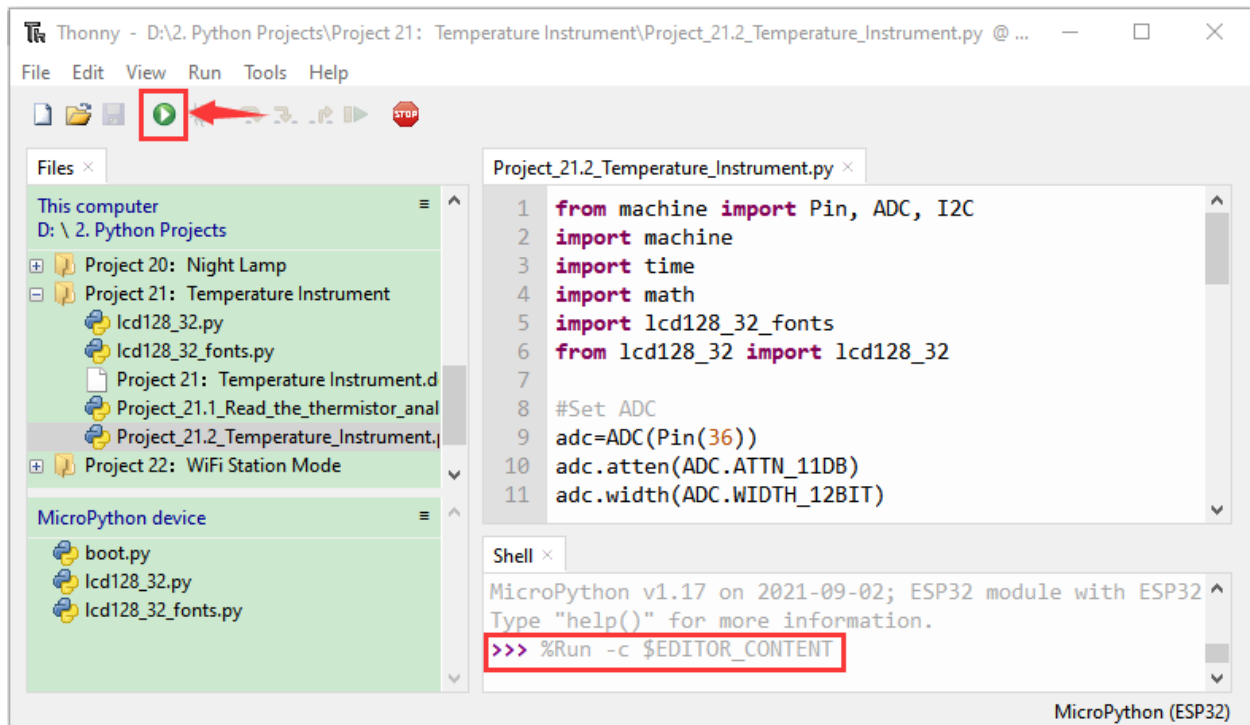 Thonny - D:\2. Python Projects\Project 21：Temperature Instrument\Project_21.2_Temperature_Instrument.py @ ...
File Edit View Run Tools Help
STOP
Files
This computer
D: \ 2. Python Projects
Project 20：Night Lamp
Project 21：Temperature Instrument
lcd128_32.py
lcd128_32_fonts.py
Project 21：Temperature Instrument.d
Project_21.1_Read_the_thermistor_anal
Project_21.2_Temperature_Instrument.
Project 22：WiFi Station Mode
MicroPython device
boot.py
lcd128_32.py
lcd128_32_fonts.py
Project_21.2_Temperature_Instrument.py
1 from machine import Pin, ADC, I2C
2 import machine
3 import time
4 import math
5 import lcd128_32_fonts
6 from lcd128_32 import lcd128_32
7
8 #Set ADC
9 adc=ADC(Pin(36))
10 adc.atten(ADC.ATTN_11DB)
11 adc.width(ADC.WIDTH_12BIT)
Shell
MicroPython v1.17 on 2021-09-02; ESP32 module with ESP32
Type "help()" for more information.
>>> %Run -c $EDITOR_CONTENT
MicroPython (ESP32)